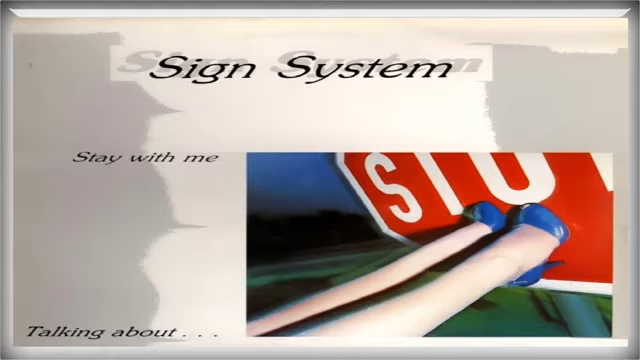 Sign System
Stay with me
STO
Talking about . . .